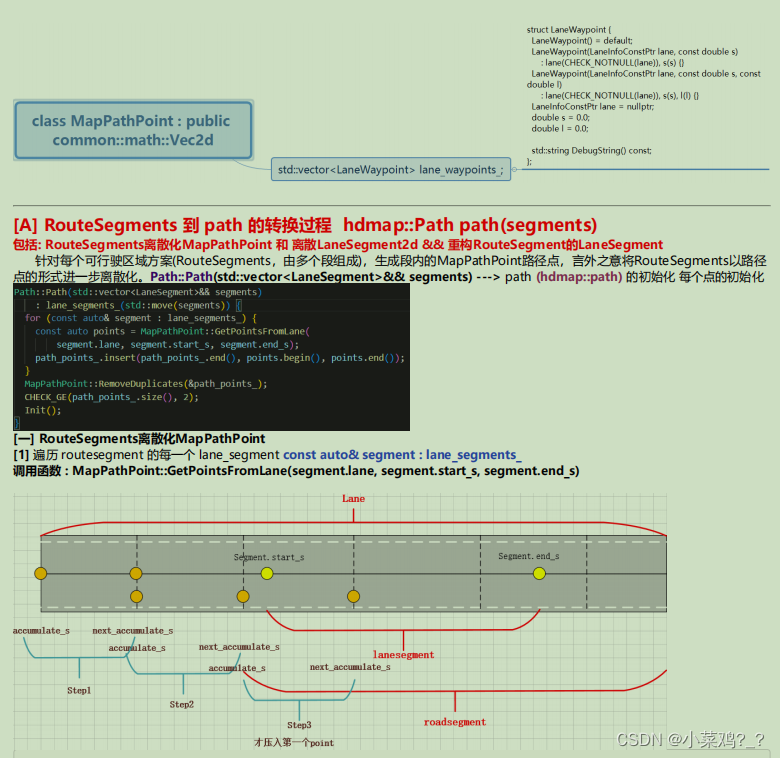 struct LaneWaypoint {
LaneWaypoint() = default;
LaneWaypoint(LaneInfoConstPtr lane, const double s)
: lane(CHECK_NOTNULL(lane)), s(s) {}
LaneWaypoint(LaneInfoConstPtr lane, const double s, const
double l)
: lane(CHECK_NOTNULL(lane)), s(s), l(l) {}
LaneInfoConstPtr lane = nullptr;
double s = 0.0;
double l = 0.0;
std::string DebugString() const;
};
class MapPathPoint : public
common::math::Vec2d
std::vector<LaneWaypoint> lane_waypoints_;
[A] RouteSegments 到 path 的转换过程 hdmap::Path path(segments)
包括: RouteSegments离散化MapPathPoint 和 离散LaneSegment2d && 重构RouteSegment的LaneSegment
针对每个可行驶区域方案(RouteSegments，由多个段组成)，生成段内的MapPathPoint路径点，言外之意将RouteSegments以路径
点的形式进一步离散化。Path::Path(std::vector<LaneSegment>&& segments) ---> path (hdmap::path) 的初始化 每个点的初始化
Path::Path(std::vector<LaneSegment>&& segments)
: lane_segments_(std::move(segments)) {
for (const auto& segment : lane_segments_) {
const auto points = MapPathPoint::GetPointsFromLane(
segment.lane, segment.start_s, segment.end_s);
path_points_.insert(path_points_.end(), points.begin(), points.end());
}
MapPathPoint::RemoveDuplicates(&path_points_);
CHECK_GE(path_points_.size(), 2);
Init();
}
[一] RouteSegments离散化MapPathPoint
[1] 遍历 routesegment 的每一个 lane_segment const auto& segment : lane_segments_
调用函数 : MapPathPoint::GetPointsFromLane(segment.lane, segment.start_s, segment.end_s)
Lane
Segment.start_s
Segment.end_s
accumulate_s
next_accumulate_s
accumulate_s
next_accumulate_s
lanesegment
accumulate_s
next_accumulate_s
Step1
Step2
Step3
roadsegment
才压入第一个point
CSDN @小菜鸡?_?